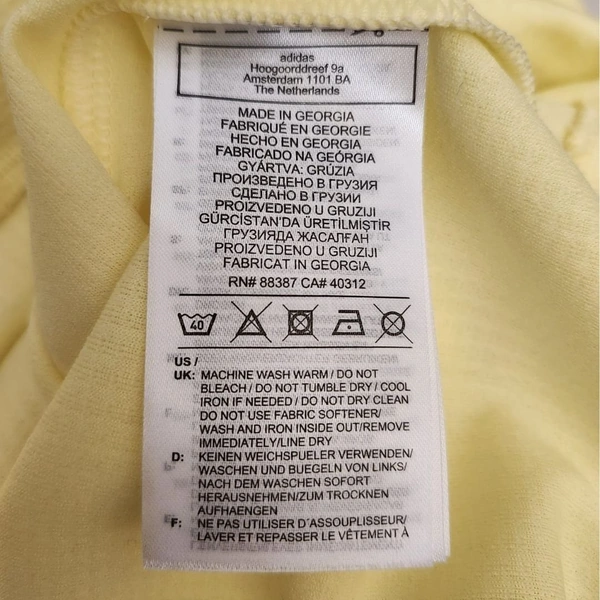 adidas
Hoogoorddreef 9a
Amsterdam 1101 BA
The Netherlands
MADE IN GEORGIA
FABRIQUÉ EN GEORGIE
HECHO EN GEORGIA
FABRICADO NA GEÓRGIA
GYÁRTVA: GRÚZIA
ПРОИЗВЕДЕНО В ГРУЗИЯ
СДЕЛАНО В ГРУЗИИ
PROIZVEDENO U GRUZIJI
GÜRCİSTAN'DA ÜRETİLMİŞTİR
ГРУЗИЯДА ЖАСАЛҒАН
PROIZVEDENO U GRUZIJI
FABRICAT IN GEORGIA
RN# 88387 CA# 40312
40
US /
UK: MACHINE WASH WARM / DO NOT
BLEACH / DO NOT TUMBLE DRY / COOL
IRON IF NEEDED / DO NOT DRY CLEAN
DO NOT USE FABRIC SOFTENER/
WASH AND IRON INSIDE OUT/REMOVE
IMMEDIATELY/LINE DRY
D: KEINEN WEICHSPUELER VERWENDEN/
WASCHEN UND BUEGELN VON LINKS/
NACH DEM WASCHEN SOFORT
HERAUSNEHMEN/ZUM TROCKNEN
AUFHAENGEN
F: NE PAS UTILISER D´ASSOUPLISSEUR/
LAVER ET REPASSER LE VÊTEMENT À